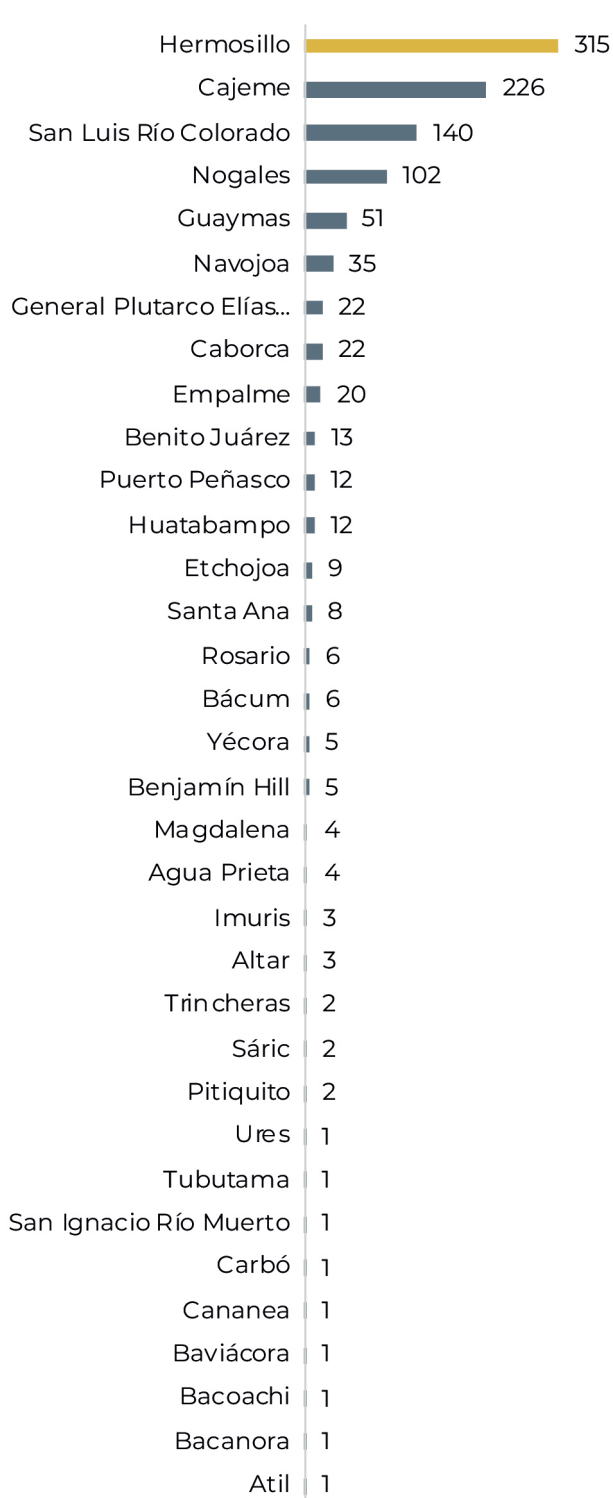 Hermosillo 315
Cajeme 226
San Luis Río Colorado 140
Nogales 102
Guaymas 51
Navojoa 35
General Plutarco Elías... 22
Caborca 22
Empalme 20
Benito Juárez 13
Puerto Peñasco 12
Huatabampo 12
Etchojoa 9
Santa Ana 8
Rosario 6
Bácum 6
Yécora 5
Benjamín Hill 5
Magdalena 4
Agua Prieta 4
Imuris 3
Altar 3
Trincheras 2
Sáric 2
Pitiquito 2
Ures 1
Tubutama 1
San Ignacio Río Muerto 1
Carbó 1
Cananea 1
Baviácora 1
Bacoachi 1
Bacanora 1
Atil 1